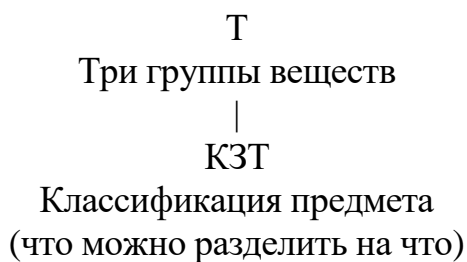 Т
Три группы веществ
|
КЗТ
Классификация предмета
(что можно разделить на что)